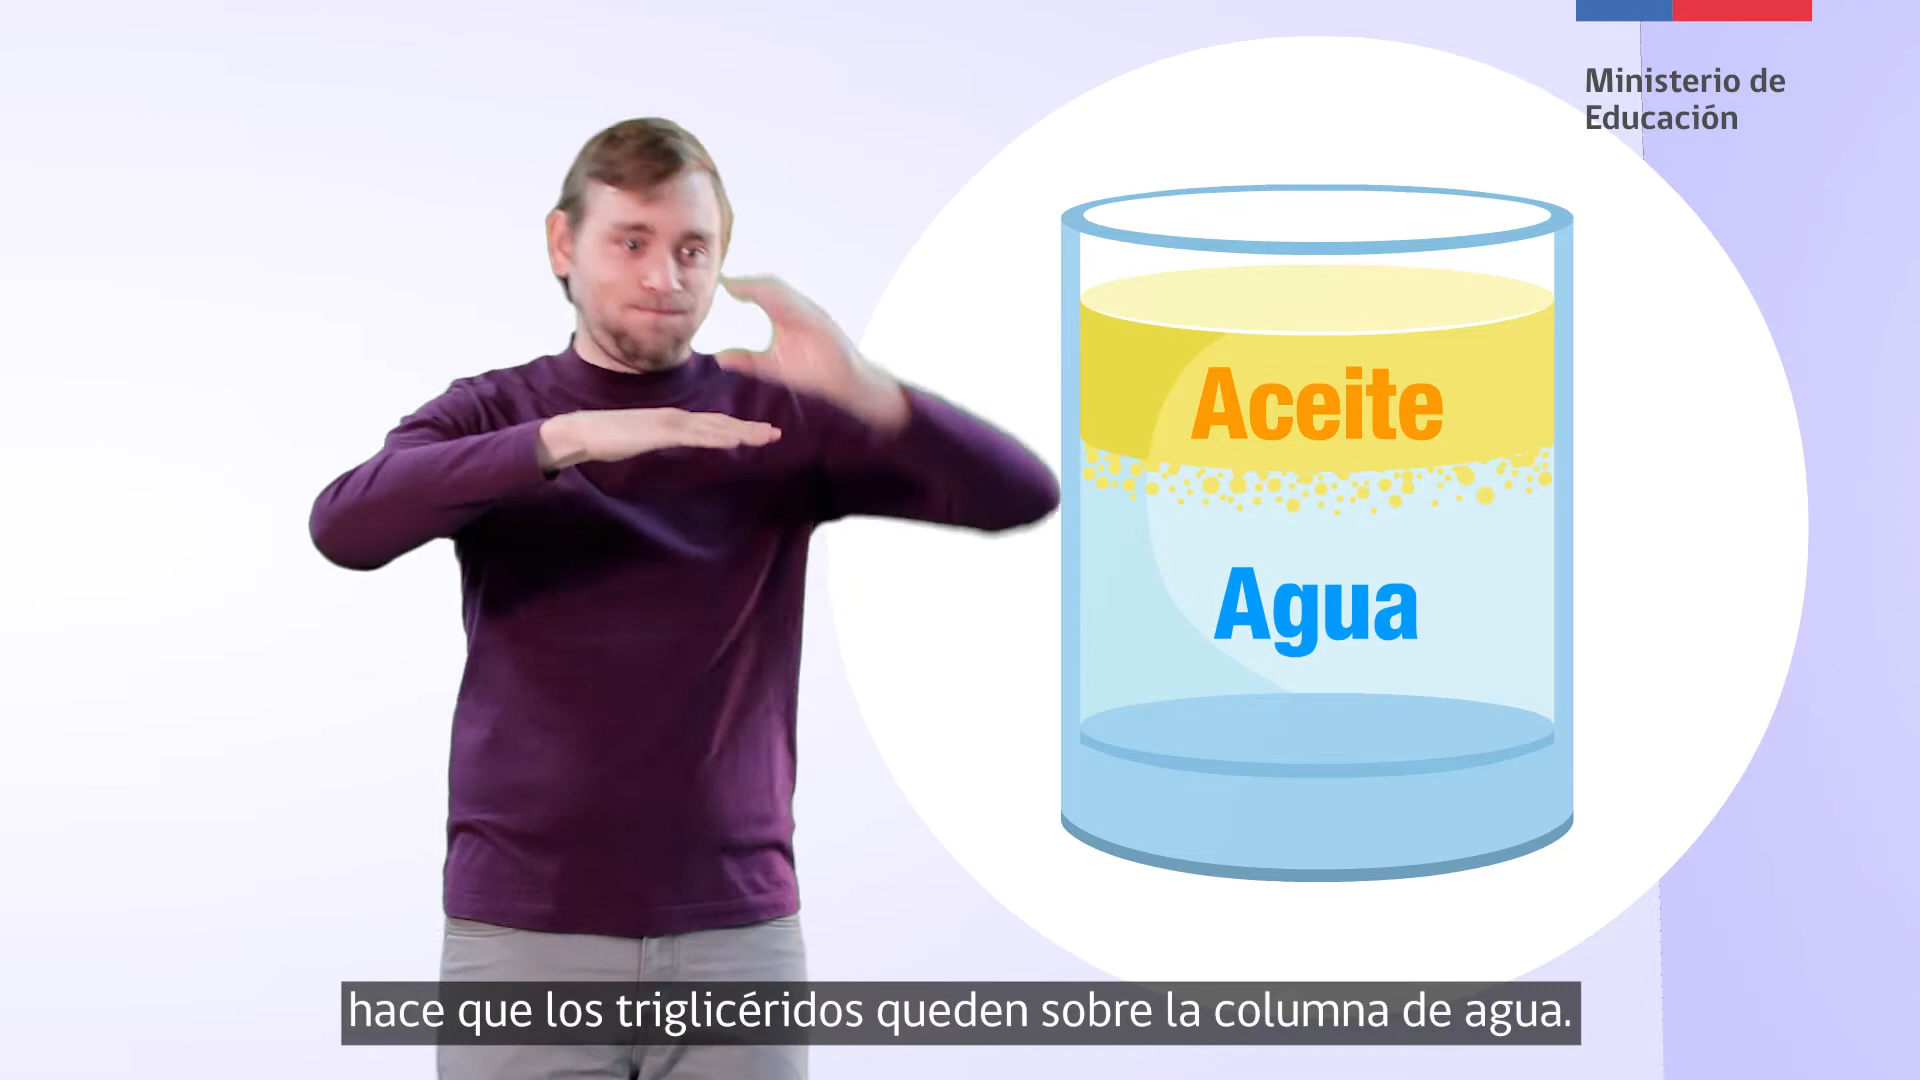 Ministerio de
Educación
Aceite
Agua
hace que los triglicéridos queden sobre la columna de agua.